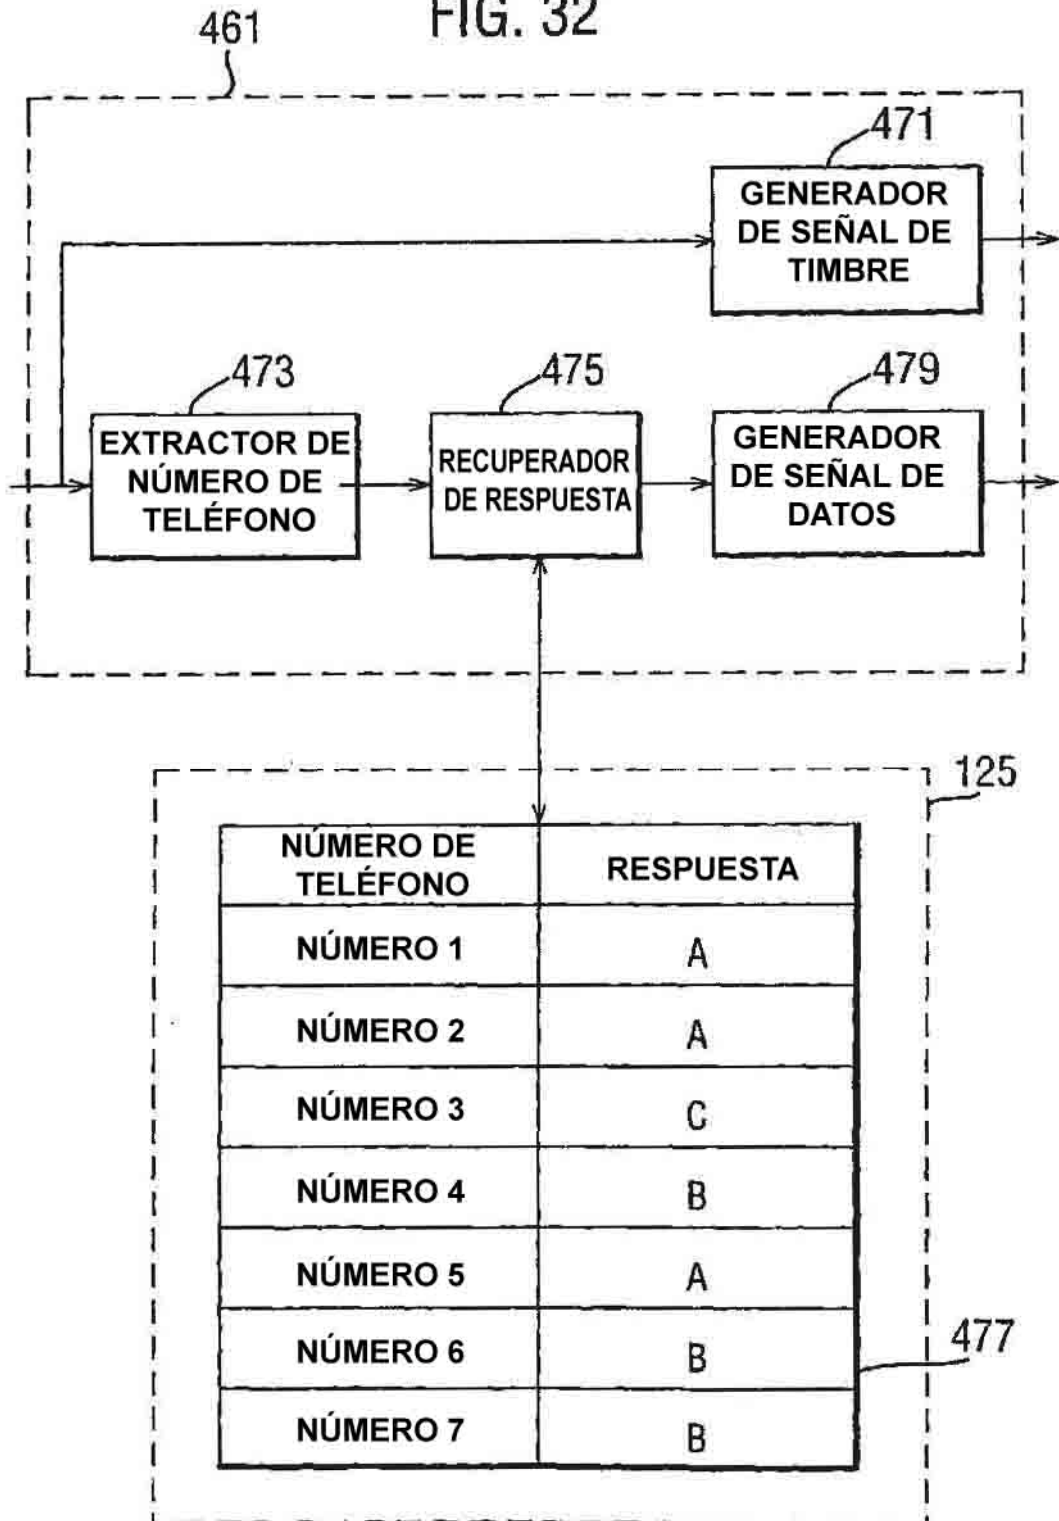 FIG. 32
461
471
GENERADOR
DE SEÑAL DE
TIMBRE
473
475
479
EXTRACTOR DE
NÚMERO DE
TELÉFONO
RECUPERADOR
DE RESPUESTA
GENERADOR
DE SEÑAL DE
DATOS
125
NÚMERO DE
TELÉFONO
RESPUESTA
NÚMERO 1 A
NÚMERO 2 A
NÚMERO 3 C
NÚMERO 4 B
NÚMERO 5 A
NÚMERO 6 B
477
NÚMERO 7 B